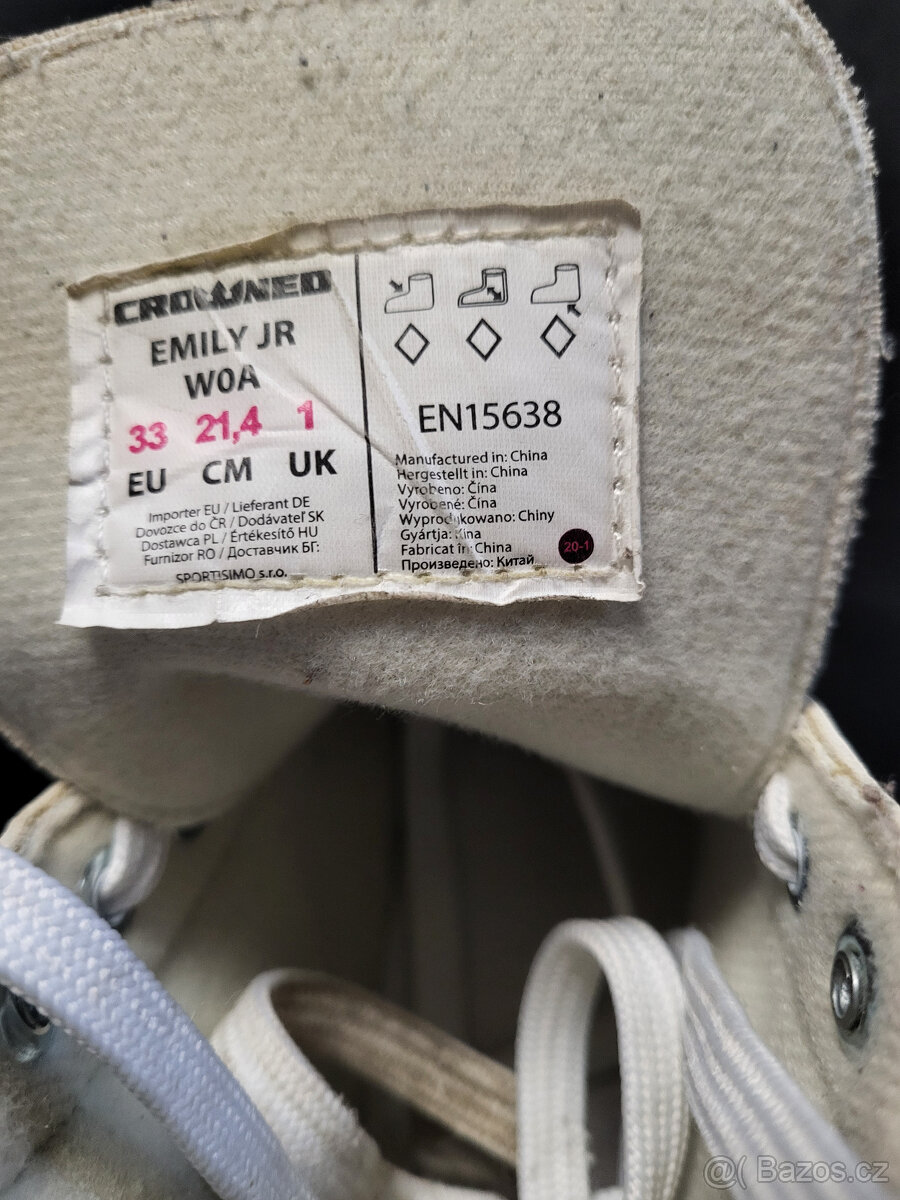 CROWNED
EMILY JR
W0A
33 21,4 1
EU CM UK
Importer EU / Lieferant DE
Dovozce do ČR / Dodávateľ SK
Dostawca PL / Értékesítő HU
Furnizor RO / Доставчик БГ:
SPORTISIMO s.r.o.
EN15638
Manufactured in: China
Hergestellt in: China
Vyrobeno: Čína
Vyrobené: Čína
Wyprodukowano: Chiny
Gyártja: Kína
Fabricat în: China
Произведено: Китай
20-1
@( Bazos.cz